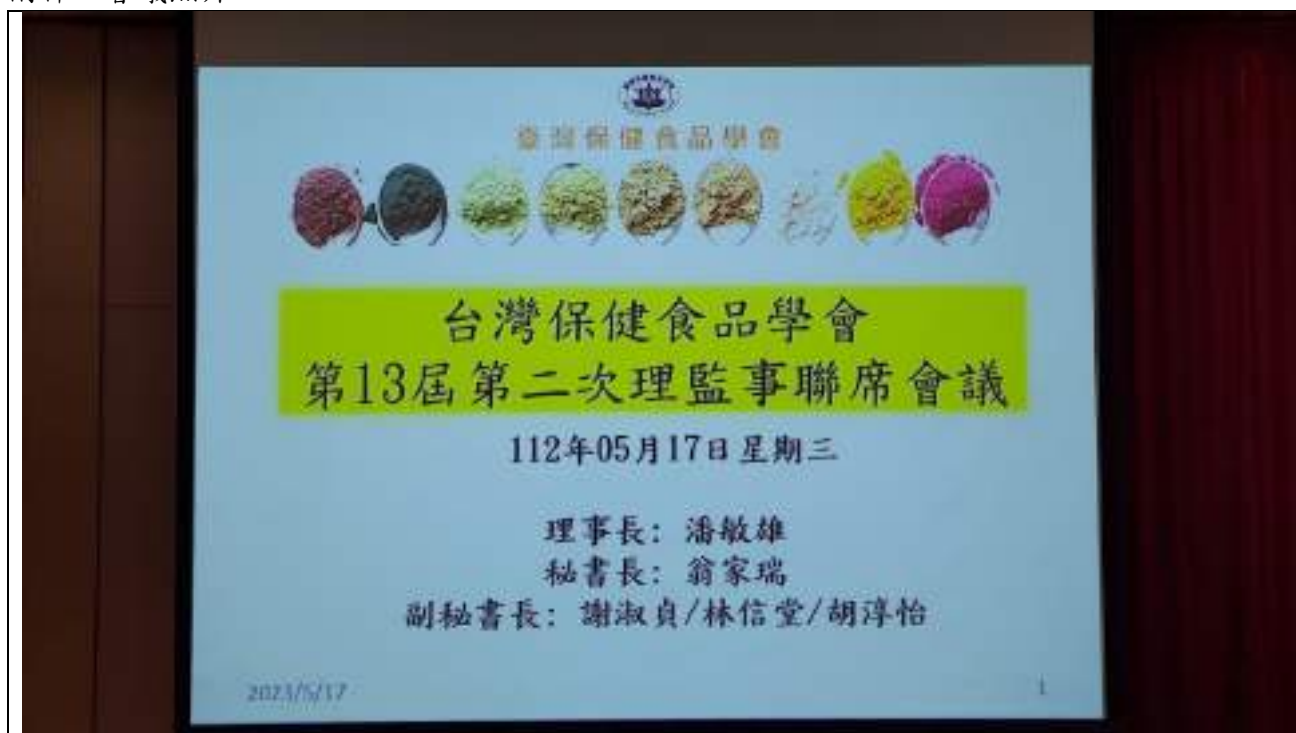 臺灣保健食品學會
台灣保健食品學會
第13屆第二次理監事聯席會議
112年05月17日星期三
理事長：潘敏雄
秘書長：翁家瑞
副秘書長：謝淑貞/林信堂/胡淳怡
2023/5/17
1